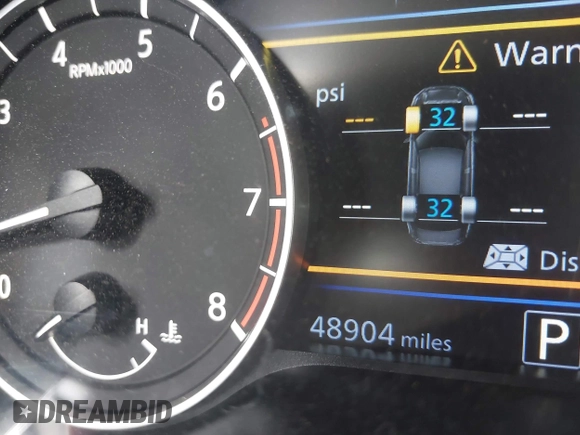 4
5
6
7
8
3
0
RPMx1000
H
Warn
psi
--- 32 ---
--- 32 ---
Dis
48904 miles
P
DREAMBID